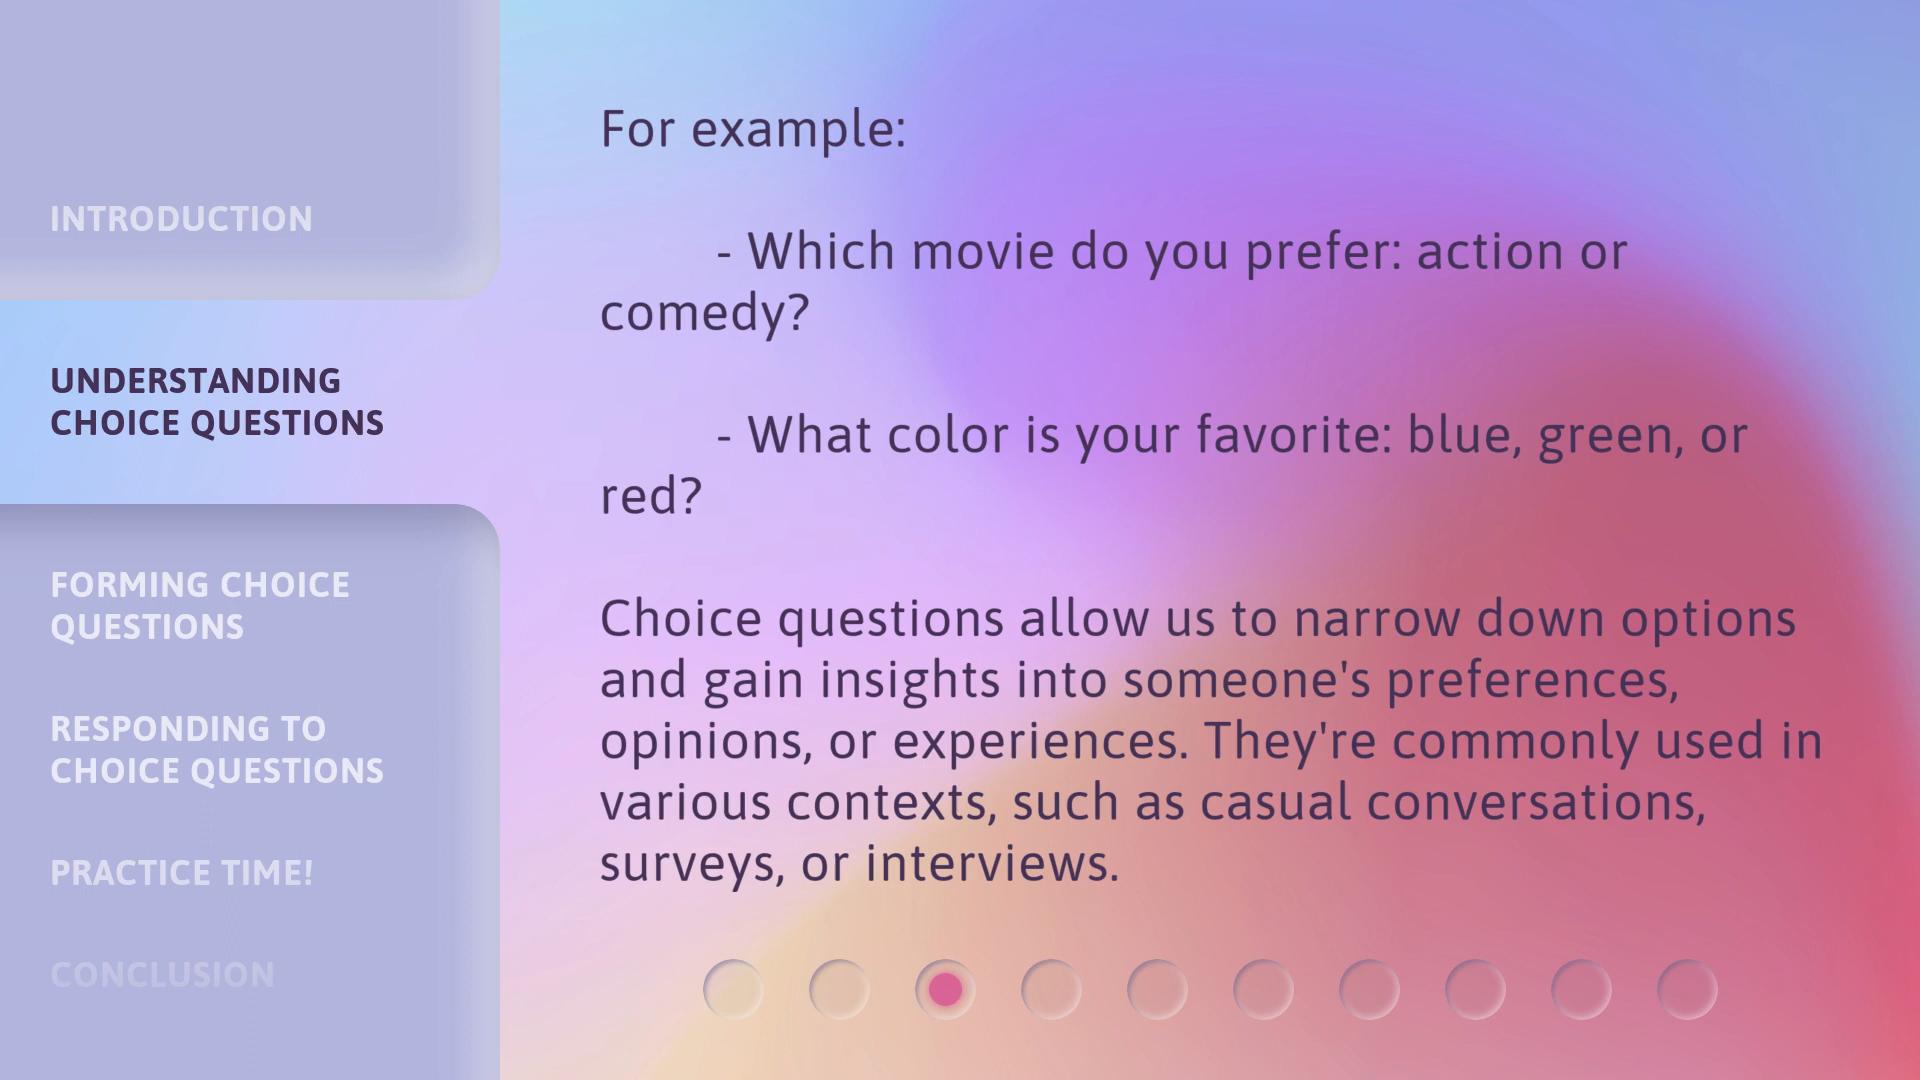 INTRODUCTION
UNDERSTANDING
CHOICE QUESTIONS
FORMING CHOICE
QUESTIONS
RESPONDING TO
CHOICE QUESTIONS
PRACTICE TIME!
CONCLUSION
For example:
- Which movie do you prefer: action or
comedy?
- What color is your favorite: blue, green, or
red?
Choice questions allow us to narrow down options
and gain insights into someone's preferences,
opinions, or experiences. They're commonly used in
various contexts, such as casual conversations,
surveys, or interviews.